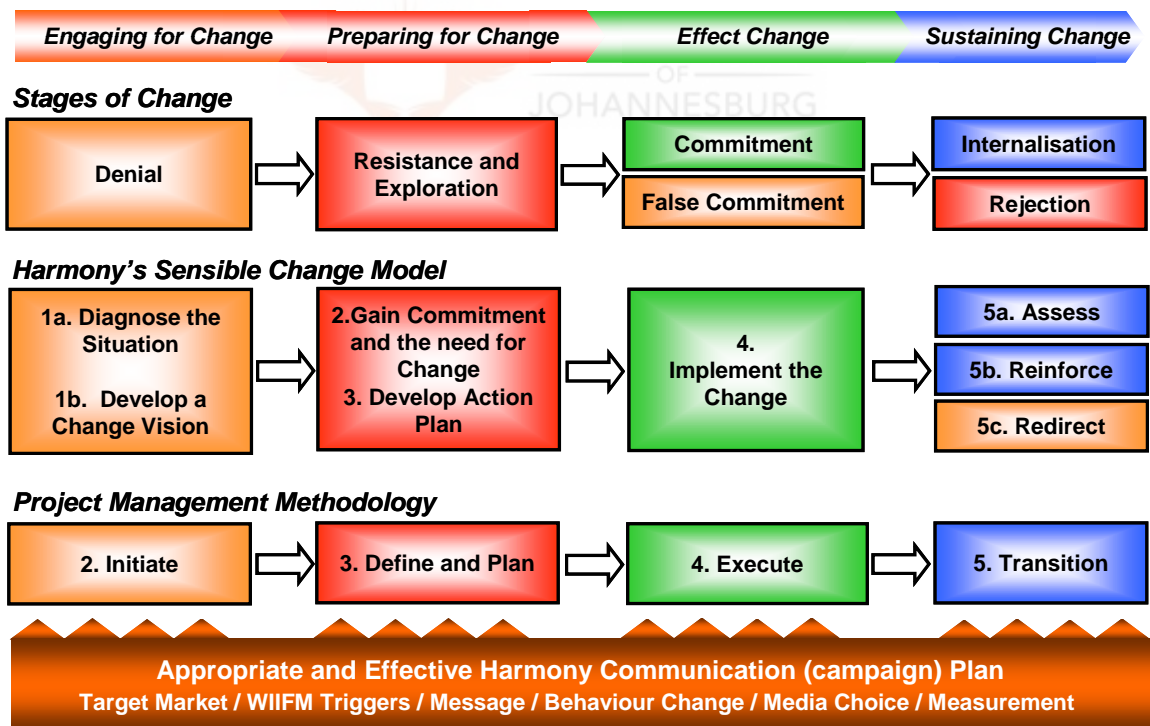 Engaging for Change
Preparing for Change
Effect Change
Sustaining Change
OF
JOHANNESBURG
Stages of Change
Denial
Resistance and
Exploration
Commitment
False Commitment
Internalisation
Rejection
Harmony's Sensible Change Model
1a. Diagnose the
Situation
1b. Develop a
Change Vision
2.Gain Commitment
and the need for
Change
3. Develop Action
Plan
4.
Implement the
Change
5a. Assess
5b. Reinforce
5c. Redirect
Project Management Methodology
2. Initiate
3. Define and Plan
4. Execute
5. Transition
Appropriate and Effective Harmony Communication (campaign) Plan
Target Market / WIIFM Triggers / Message / Behaviour Change / Media Choice / Measurement